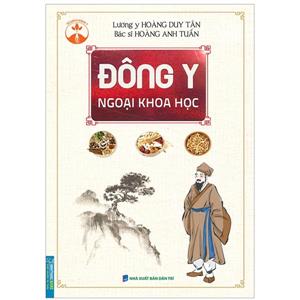 Lương y HOÀNG DUY TÂN
Bác sĩ HOÀNG ANH TUẤN
ĐÔNG Y
NGOẠI KHOA HỌC
NHÀ XUẤT BẢN DÂN TRÍ